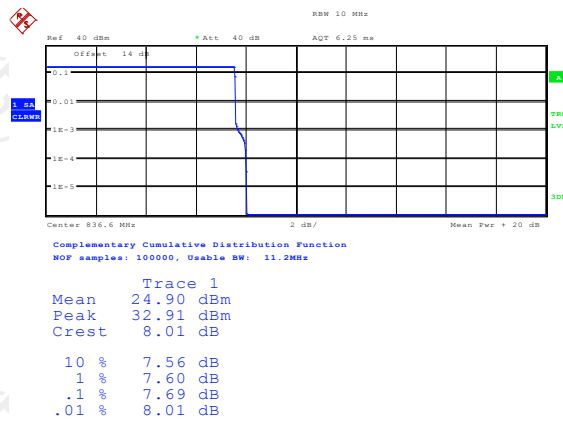 RBW 10 MHz
Ref 40 dBm * Att 40 dB AQT 6.25 ms
Offset 14 dB
0.1
A
1 SA
CLRWR
0.01
1E-3
1E-4
1E-5
3DB
Center 836.6 MHz 2 dB/ Mean Pwr + 20 dB
Complementary Cumulative Distribution Function
NOF samples: 100000, Usable BW: 11.2MHz
Trace 1
Mean 24.90 dBm
Peak 32.91 dBm
Crest 8.01 dB
10 % 7.56 dB
1 % 7.60 dB
.1 % 7.69 dB
.01 % 8.01 dB